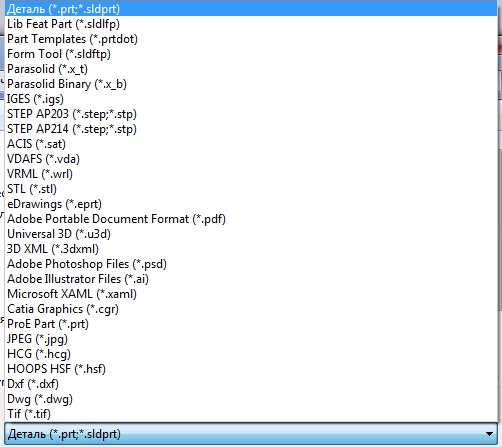 Деталь (*.prt;*.sldprt)
Lib Feat Part (*.sldlfp)
Part Templates (*.prtdot)
Form Tool (*.sldftp)
Parasolid (*.x_t)
Parasolid Binary (*.x_b)
IGES (*.igs)
STEP AP203 (*.step;*.stp)
STEP AP214 (*.step;*.stp)
ACIS (*.sat)
VDAFS (*.vda)
VRML (*.wrl)
STL (*.stl)
eDrawings (*.eprt)
Adobe Portable Document Format (*.pdf)
Universal 3D (*.u3d)
3D XML (*.3dxml)
Adobe Photoshop Files (*.psd)
Adobe Illustrator Files (*.ai)
Microsoft XAML (*.xaml)
Catia Graphics (*.cgr)
ProE Part (*.prt)
JPEG (*.jpg)
HCG (*.hcg)
HOOPS HSF (*.hsf)
Dxf (*.dxf)
Dwg (*.dwg)
Tif (*.tif)
Деталь (*.prt;*.sldprt)